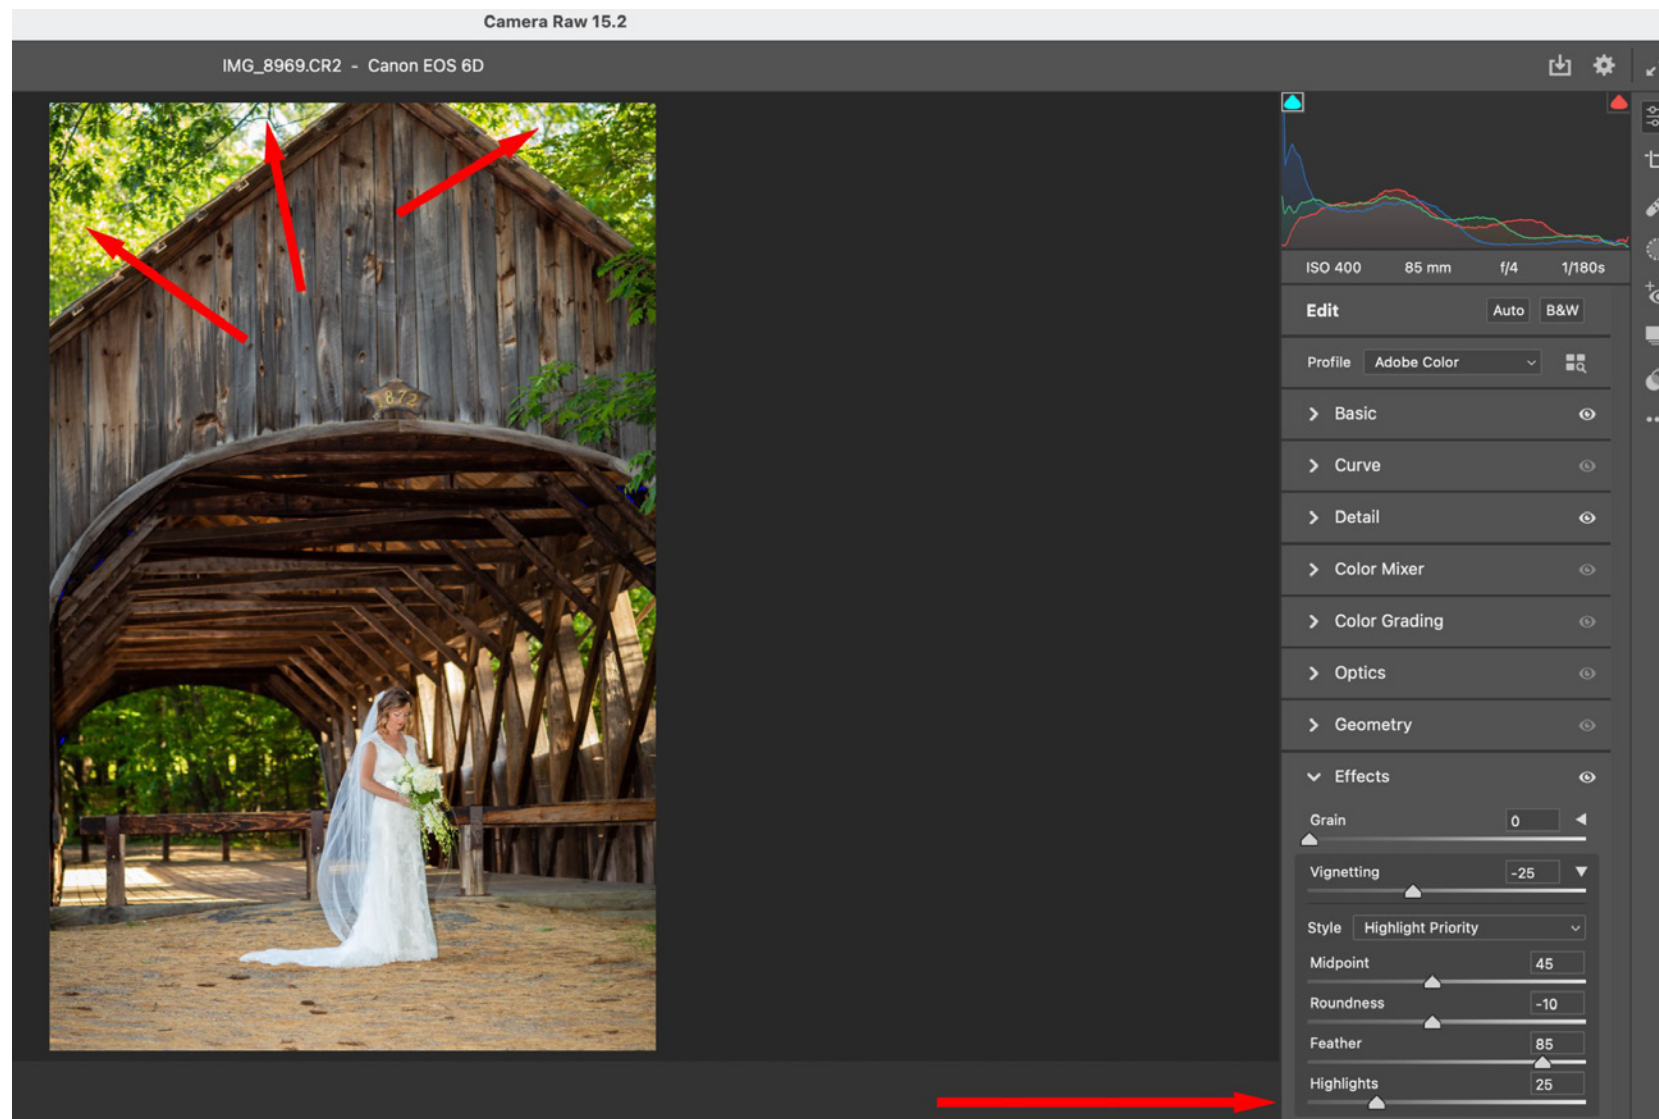 Camera Raw 15.2
IMG_8969.CR2 - Canon EOS 6D
1872
ISO 400 85 mm f/4 1/180s
Edit Auto B&W
Profile Adobe Color
Basic
Curve
Detail
Color Mixer
Color Grading
Optics
Geometry
Effects
Grain 0
Vignetting -25
Style Highlight Priority
Midpoint 45
Roundness -10
Feather 85
Highlights 25